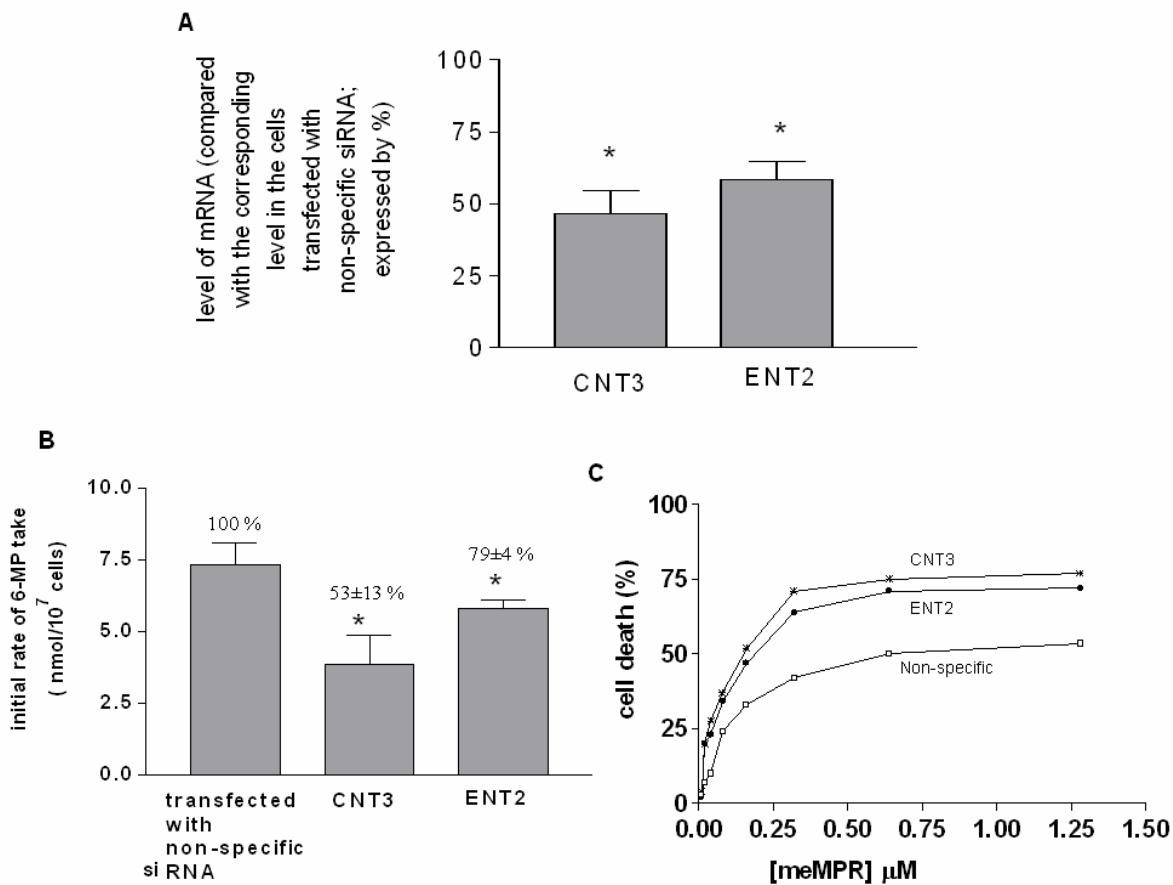 A
level of mRNA (compared
with the corresponding
level in the cells
transfected with
non-specific siRNA;
expressed by %)
100
75
50
25
0
*
*
CNT3
ENT2
B
initial rate of 6-MP take
( nmol/10^7 cells)
10.0
7.5
5.0
2.5
0.0
100 %
53±13 %
*
79±4 %
*
transfected
with
non-specific
si RNA
CNT3
ENT2
C
cell death (%)
100
75
50
25
0
CNT3
ENT2
Non-specific
0.00 0.25 0.50 0.75 1.00 1.25 1.50
[meMPR] µM